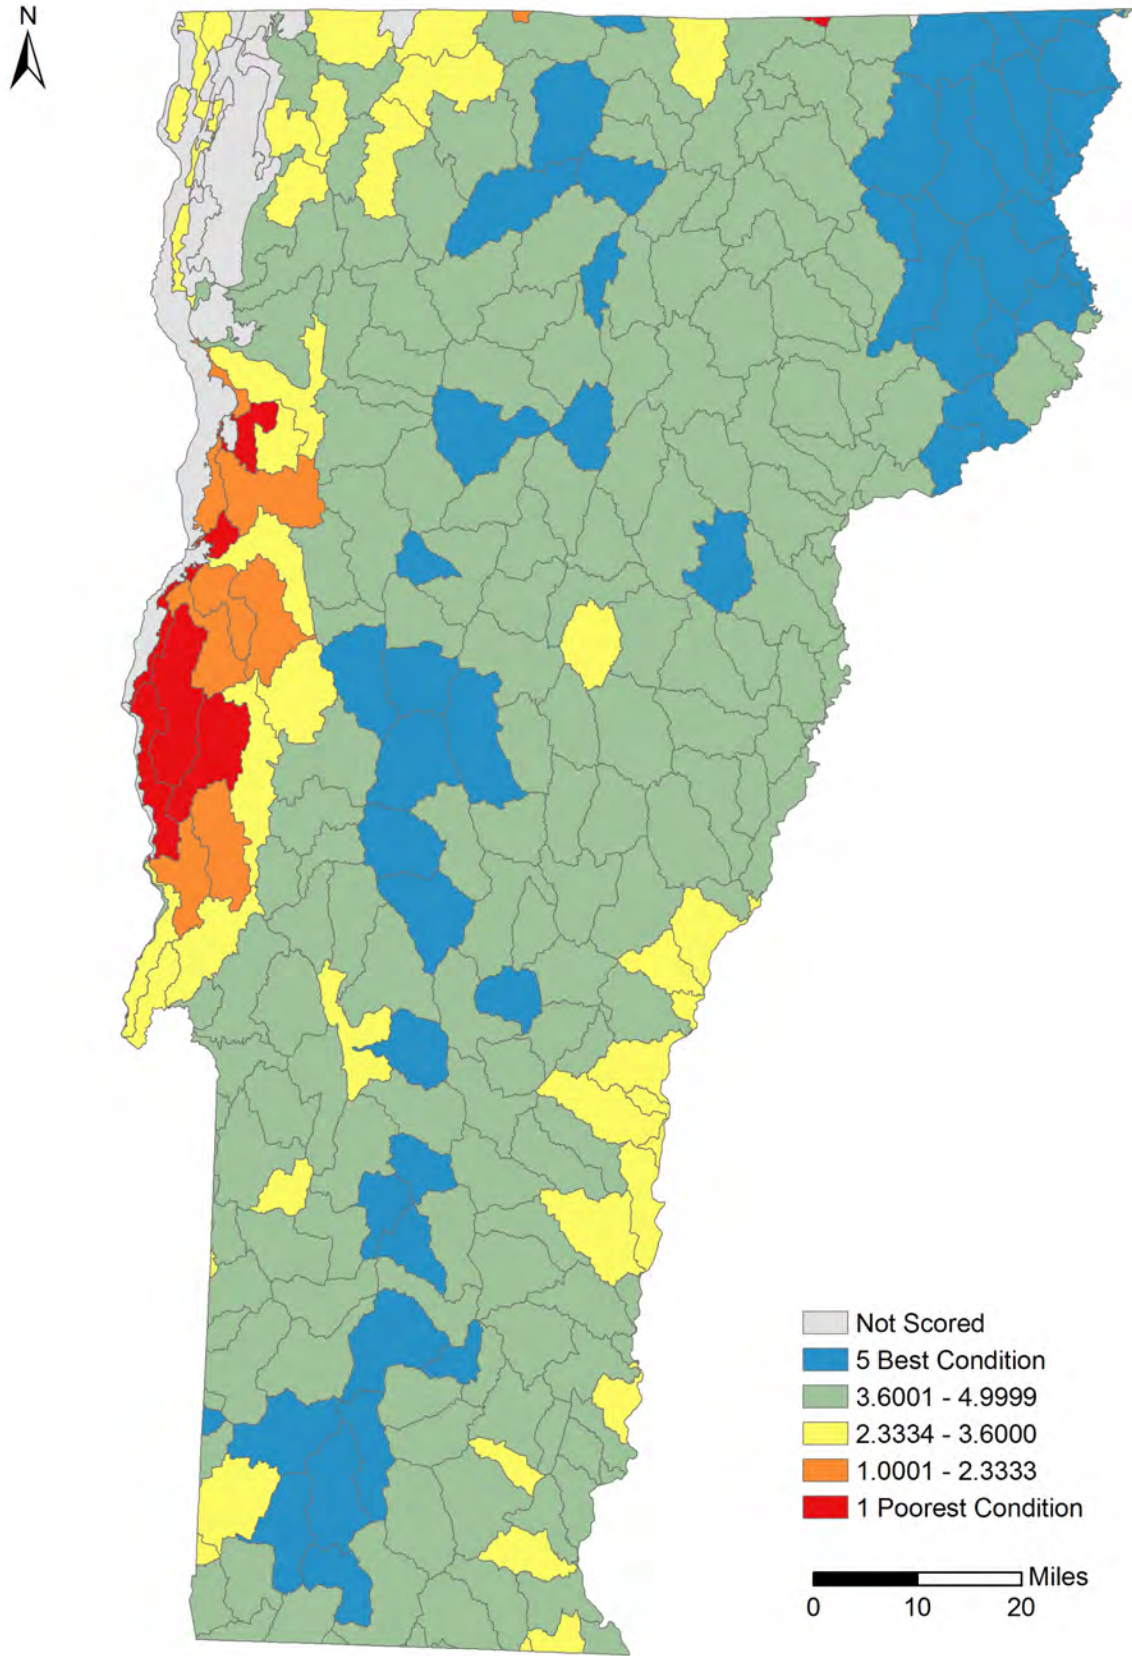 N
Not Scored
5 Best Condition
3.6001 - 4.9999
2.3334 - 3.6000
1.0001 - 2.3333
1 Poorest Condition
Miles
0 10 20